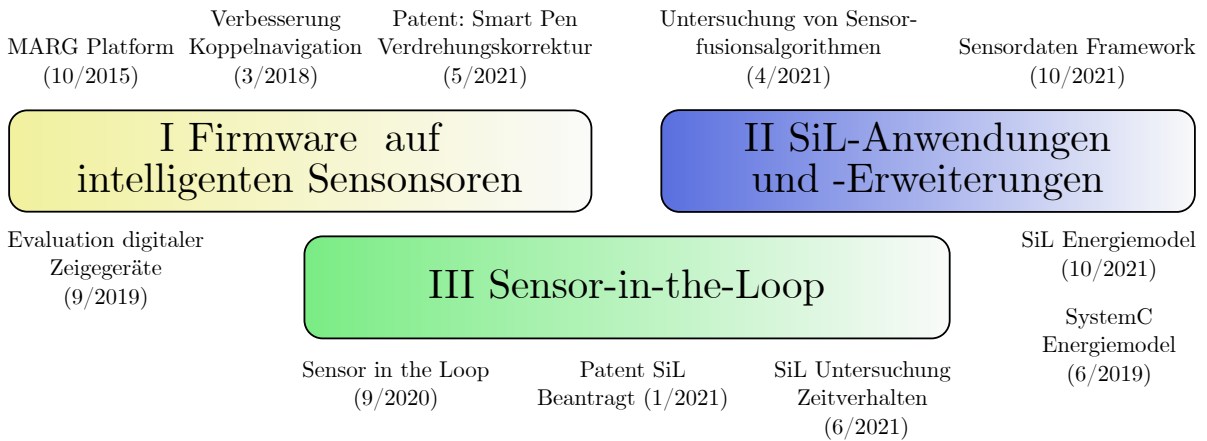 MARG Platform
(10/2015)
Verbesserung
Koppelnavigation
(3/2018)
Patent: Smart Pen
Verdrehungskorrektur
(5/2021)
Untersuchung von Sensor-
fusionsalgorithmen
(4/2021)
Sensordaten Framework
(10/2021)
I Firmware auf
intelligenten Sensonsoren
II SiL-Anwendungen
und -Erweiterungen
Evaluation digitaler
Zeigegeräte
(9/2019)
III Sensor-in-the-Loop
SiL Energiemodel
(10/2021)
SystemC
Energiemodel
(6/2019)
Sensor in the Loop
(9/2020)
Patent SiL
Beantragt (1/2021)
SiL Untersuchung
Zeitverhalten
(6/2021)